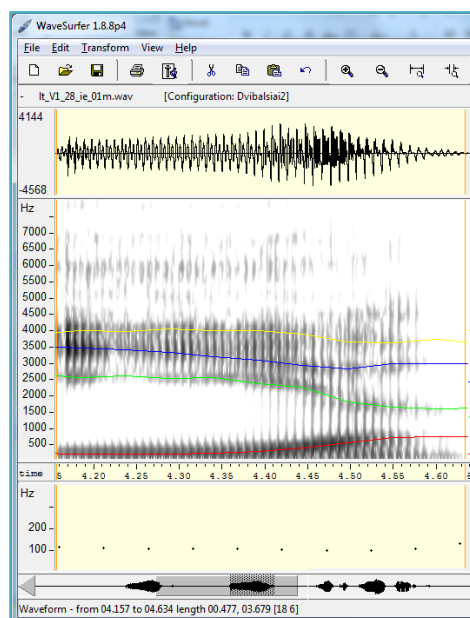 WaveSurfer 1.8.8p4
File Edit Transform View Help
- lt_V1_28_ie_01m.wav [Configuration: Dvibalsiai2]
4144
-4568
Hz
7000
6500
6000
5500
5000
4500
4000
3500
3000
2500
2000
1500
1000
500
time 5 4.20 4.25 4.30 4.35 4.40 4.45 4.50 4.55 4.60
Hz
200
100
Waveform - from 04.157 to 04.634 length 00.477, 03.679 [18 6]